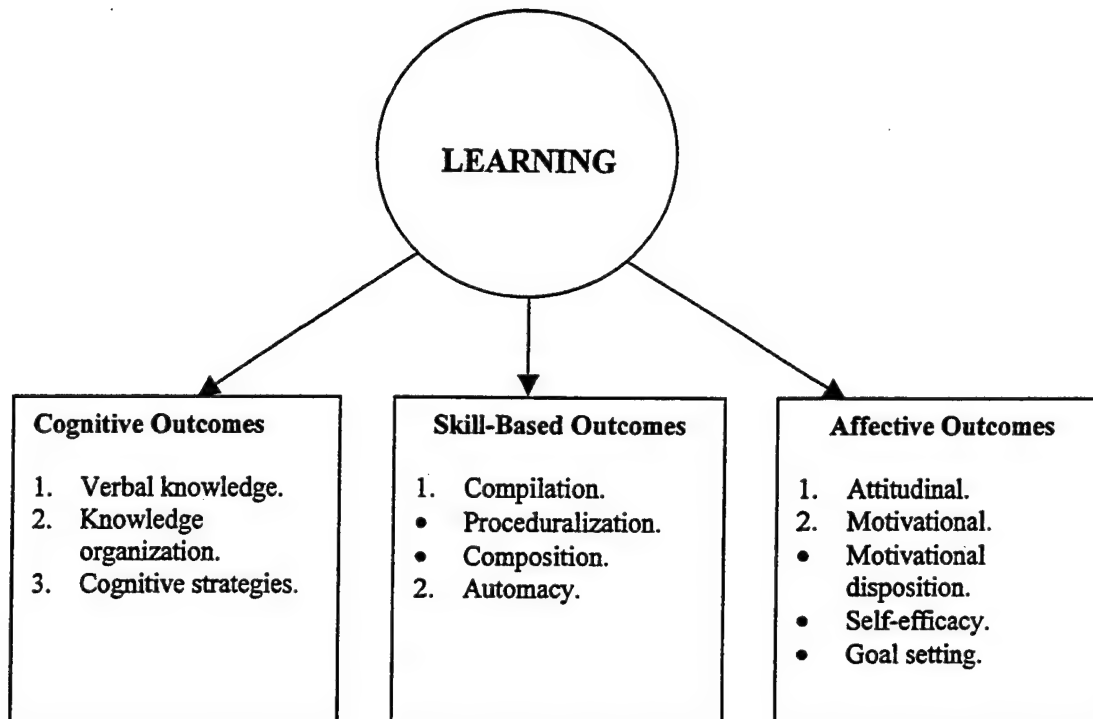 LEARNING
Cognitive Outcomes
1. Verbal knowledge.
2. Knowledge
organization.
3. Cognitive strategies.
Skill-Based Outcomes
1. Compilation.
• Proceduralization.
• Composition.
2. Automacy.
Affective Outcomes
1. Attitudinal.
2. Motivational.
• Motivational
disposition.
• Self-efficacy.
• Goal setting.